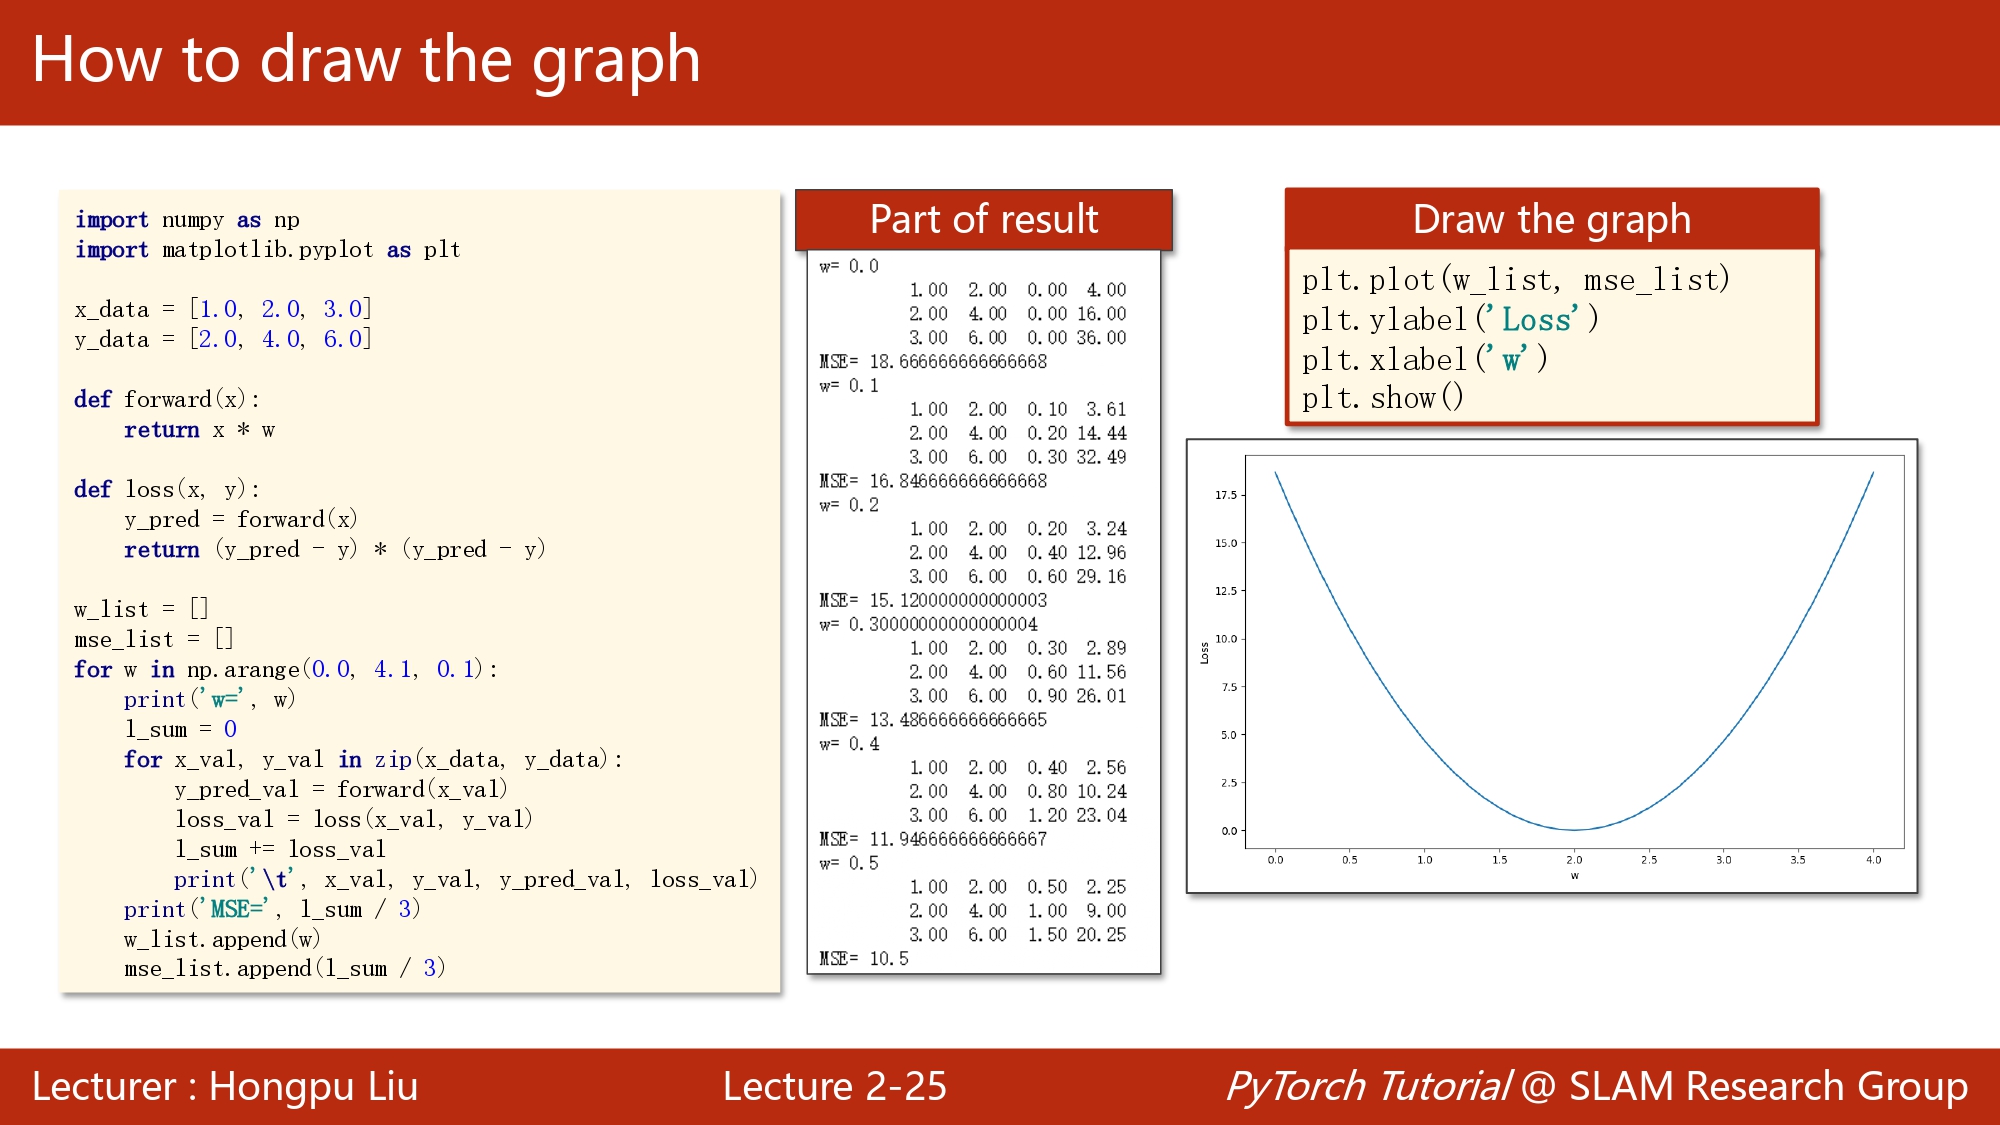 How to draw the graph
import numpy as np
import matplotlib.pyplot as plt
x_data = [1.0, 2.0, 3.0]
y_data = [2.0, 4.0, 6.0]
def forward(x):
    return x * w
def loss(x, y):
    y_pred = forward(x)
    return (y_pred - y) * (y_pred - y)
w_list = []
mse_list = []
for w in np.arange(0.0, 4.1, 0.1):
    print('w=', w)
    l_sum = 0
    for x_val, y_val in zip(x_data, y_data):
        y_pred_val = forward(x_val)
        loss_val = loss(x_val, y_val)
        l_sum += loss_val
        print('\t', x_val, y_val, y_pred_val, loss_val)
    print('MSE=', l_sum / 3)
    w_list.append(w)
    mse_list.append(l_sum / 3)
Part of result
w= 0.0
1.00 2.00 0.00 4.00
2.00 4.00 0.00 16.00
3.00 6.00 0.00 36.00
MSE= 18.666666666666668
w= 0.1
1.00 2.00 0.10 3.61
2.00 4.00 0.20 14.44
3.00 6.00 0.30 32.49
MSE= 16.846666666666668
w= 0.2
1.00 2.00 0.20 3.24
2.00 4.00 0.40 12.96
3.00 6.00 0.60 29.16
MSE= 15.120000000000003
w= 0.30000000000000004
1.00 2.00 0.30 2.89
2.00 4.00 0.60 11.56
3.00 6.00 0.90 26.01
MSE= 13.486666666666665
w= 0.4
1.00 2.00 0.40 2.56
2.00 4.00 0.80 10.24
3.00 6.00 1.20 23.04
MSE= 11.946666666666667
w= 0.5
1.00 2.00 0.50 2.25
2.00 4.00 1.00 9.00
3.00 6.00 1.50 20.25
MSE= 10.5
Draw the graph
plt.plot(w_list, mse_list)
plt.ylabel('Loss')
plt.xlabel('w')
plt.show()
17.5
15.0
12.5
10.0
7.5
5.0
2.5
0.0
Loss
0.0 0.5 1.0 1.5 2.0 2.5 3.0 3.5 4.0
w
Lecturer : Hongpu Liu
Lecture 2-25
PyTorch Tutorial @ SLAM Research Group